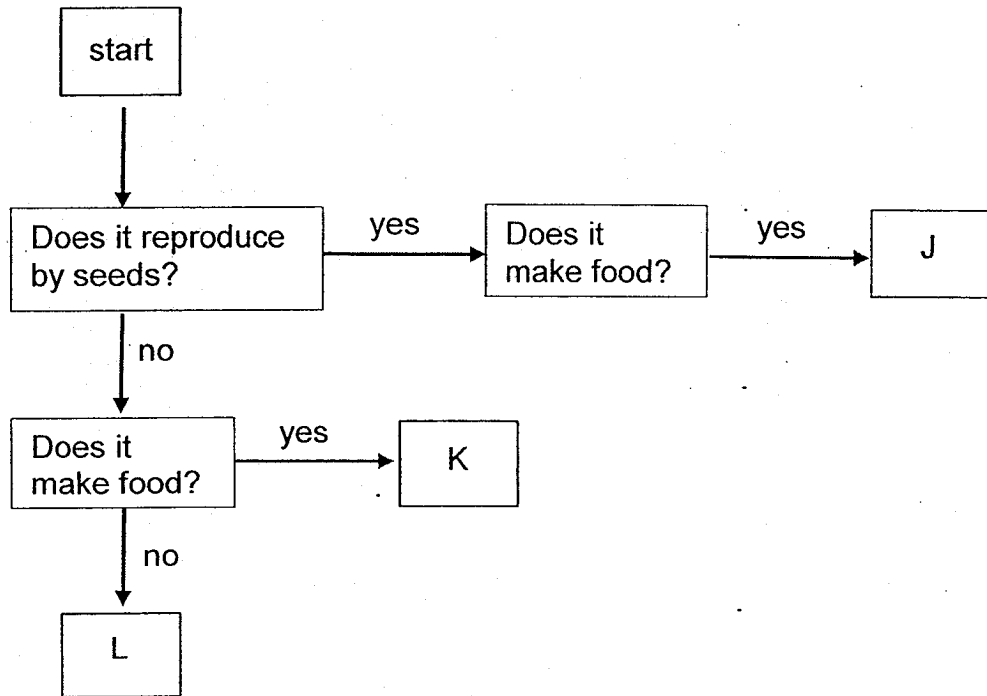 start
Does it reproduce
by seeds?
yes
Does it
make food?
yes
J
no
Does it
make food?
yes
K
no
L